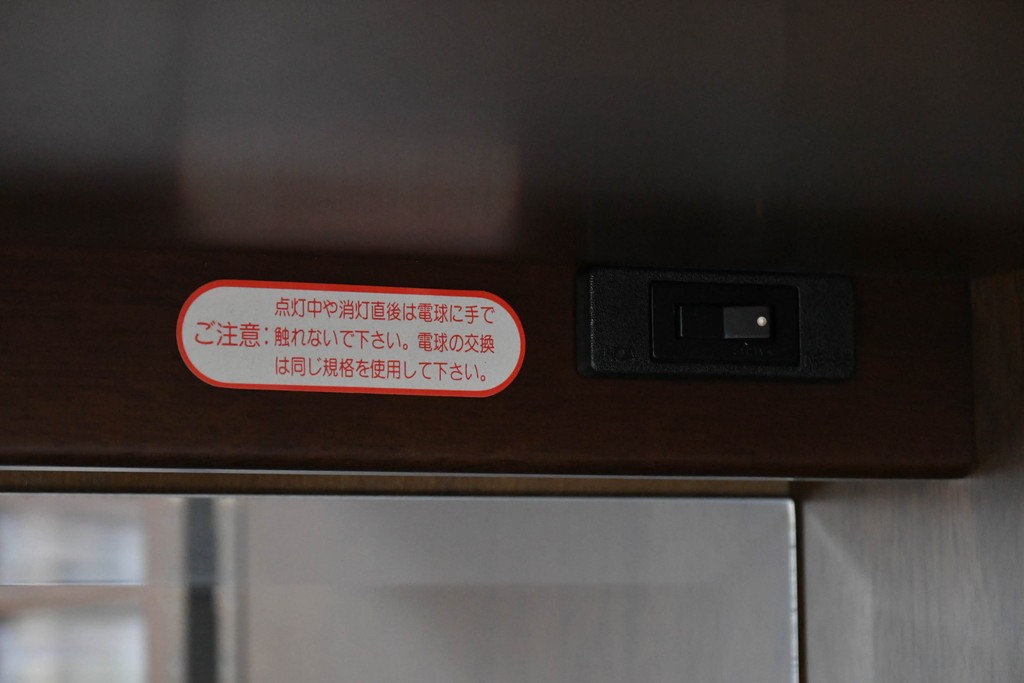 ご注意:
点灯中や消灯直後は電球に手で
触れないで下さい。電球の交換
は同じ規格を使用して下さい。